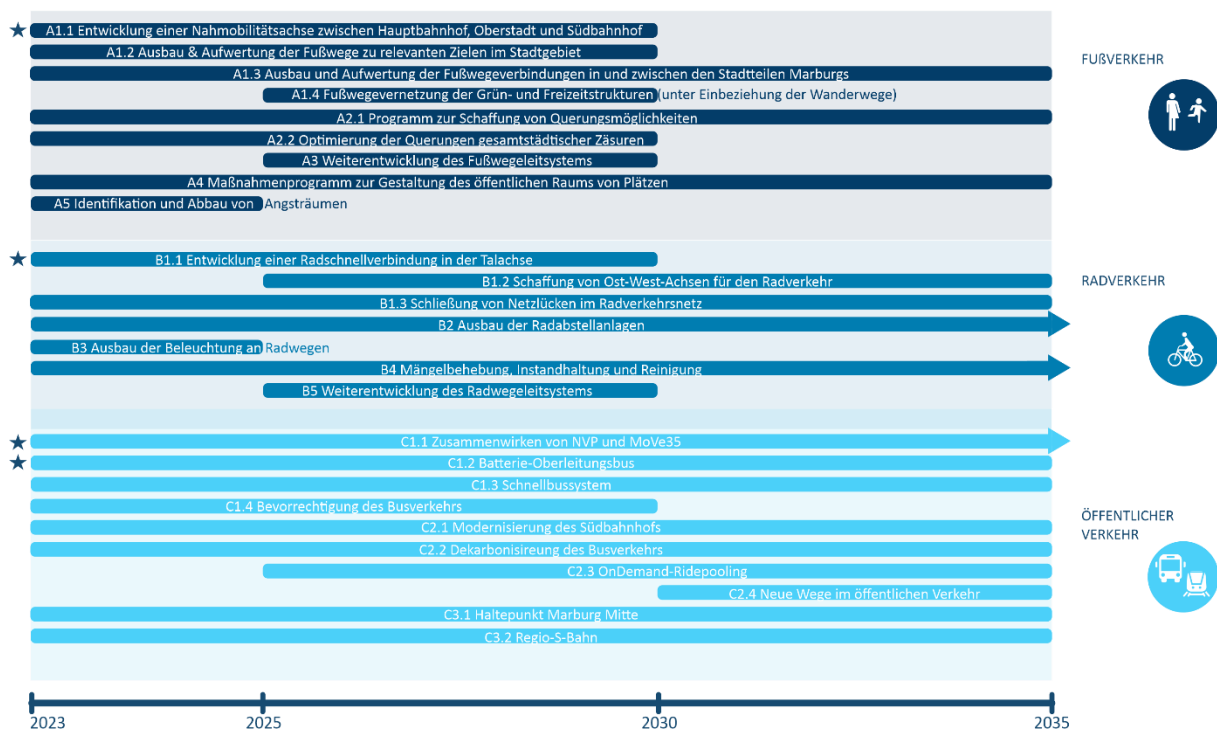 A1.1 Entwicklung einer Nahmobilitätsachse zwischen Hauptbahnhof, Oberstadt und Südbahnhof
A1.2 Ausbau & Aufwertung der Fußwege zu relevanten Zielen im Stadtgebiet
A1.3 Ausbau und Aufwertung der Fußwegeverbindungen in und zwischen den Stadtteilen Marburgs
A1.4 Fußwegevernetzung der Grün- und Freizeitstrukturen (unter Einbeziehung der Wanderwege)
A2.1 Programm zur Schaffung von Querungsmöglichkeiten
A2.2 Optimierung der Querungen gesamtstädtischer Zäsuren
A3 Weiterentwicklung des Fußwegeleitsystems
A4 Maßnahmenprogramm zur Gestaltung des öffentlichen Raums von Plätzen
A5 Identifikation und Abbau von Angsträumen
FUẞVERKEHR
B1.1 Entwicklung einer Radschnellverbindung in der Talachse
B1.2 Schaffung von Ost-West-Achsen für den Radverkehr
B1.3 Schließung von Netzlücken im Radverkehrsnetz
B2 Ausbau der Radabstellanlagen
B3 Ausbau der Beleuchtung an Radwegen
B4 Mängelbehebung, Instandhaltung und Reinigung
B5 Weiterentwicklung des Radwegeleitsystems
RADVERKEHR
C1.1 Zusammenwirken von NVP und MoVe35
C1.2 Batterie-Oberleitungsbus
C1.3 Schnellbussystem
C1.4 Bevorrechtigung des Busverkehrs
C2.1 Modernisierung des Südbahnhofs
C2.2 Dekarbonisireung des Busverkehrs
C2.3 OnDemand-Ridepooling
C2.4 Neue Wege im öffentlichen Verkehr
C3.1 Haltepunkt Marburg Mitte
C3.2 Regio-S-Bahn
ÖFFENTLICHER
VERKEHR
2023 2025 2030 2035